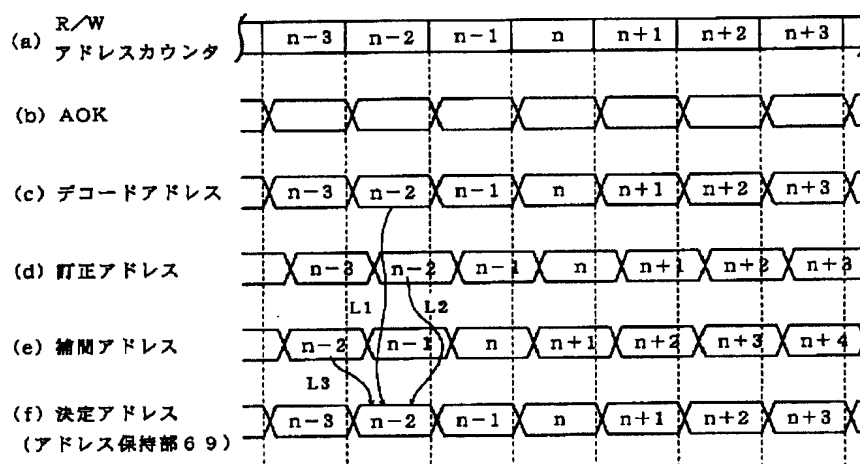 (a) R/W アドレスカウンタ n-3 n-2 n-1 n n+1 n+2 n+3
(b) AOK
(c) デコードアドレス n-3 n-2 n-1 n n+1 n+2 n+3
(d) 訂正アドレス n-3 n-2 n-1 n n+1 n+2 n+3
L1 L2
(e) 補間アドレス n-2 n-1 n n+1 n+2 n+3 n+4
L3
(f) 決定アドレス n-3 n-2 n-1 n n+1 n+2 n+3
(アドレス保持部69)